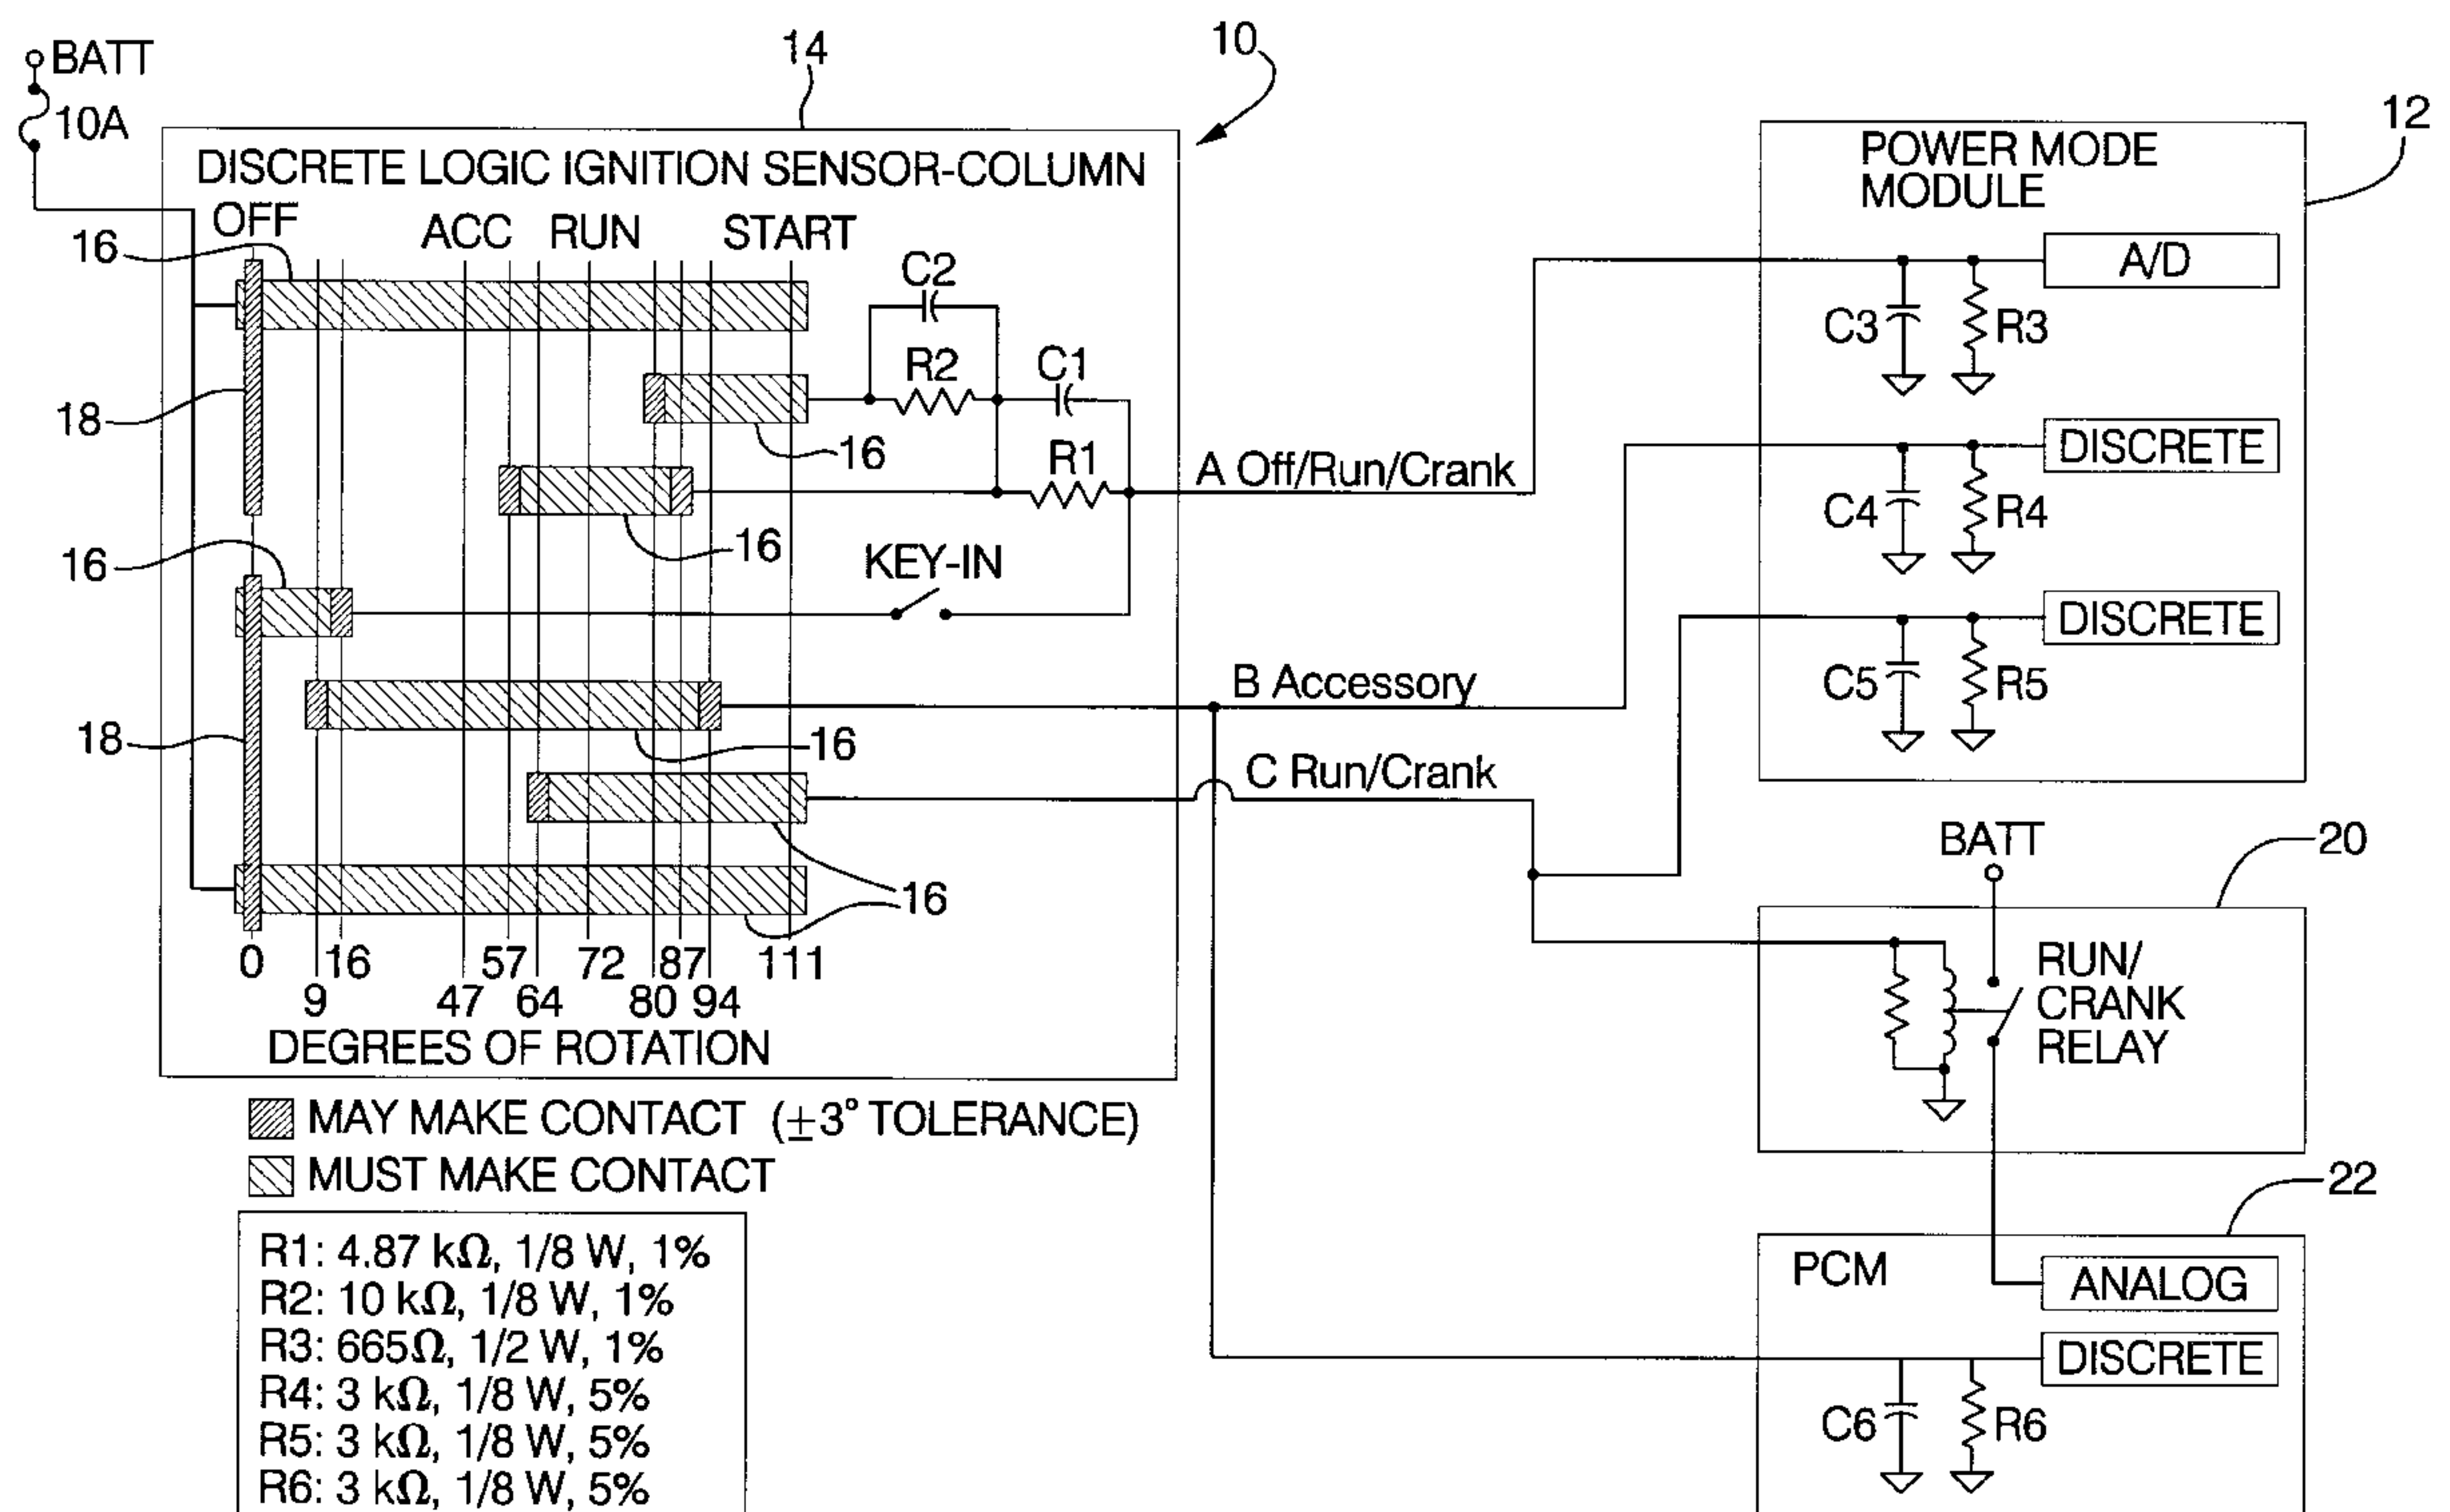 BATT
10A
14
10
12
DISCRETE LOGIC IGNITION SENSOR-COLUMN
OFF
ACC
RUN
START
16
18
16
16
16
18
16
16
C2
R2
C1
R1
KEY-IN
A Off/Run/Crank
B Accessory
C Run/Crank
0
9
16
47
57
64
72
80
87
94
111
DEGREES OF ROTATION
MAY MAKE CONTACT (±3° TOLERANCE)
MUST MAKE CONTACT
R1: 4.87 kΩ, 1/8 W, 1%
R2: 10 kΩ, 1/8 W, 1%
R3: 665Ω, 1/2 W, 1%
R4: 3 kΩ, 1/8 W, 5%
R5: 3 kΩ, 1/8 W, 5%
R6: 3 kΩ, 1/8 W, 5%
POWER MODE
MODULE
A/D
C3
R3
DISCRETE
C4
R4
DISCRETE
C5
R5
BATT
20
RUN/
CRANK
RELAY
22
PCM
ANALOG
DISCRETE
C6
R6